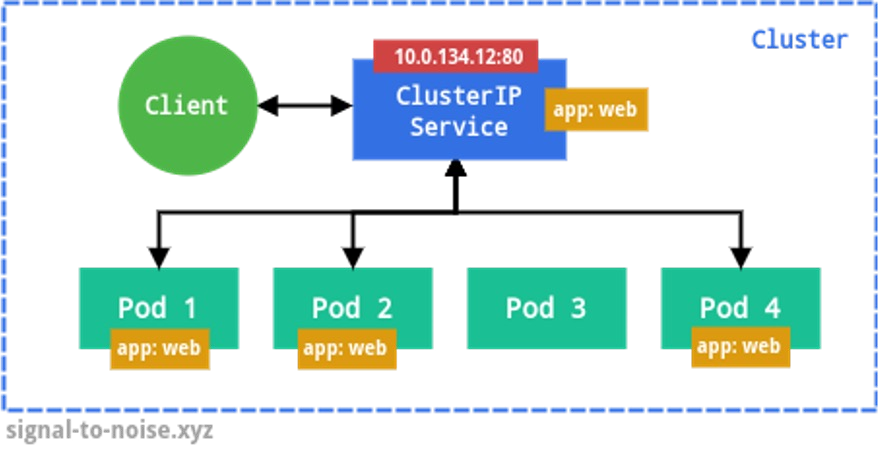 Cluster
10.0.134.12:80
Client
ClusterIP
Service
app: web
Pod 1
Pod 2
Pod 3
Pod 4
app: web
app: web
app: web
signal-to-noise.xyz